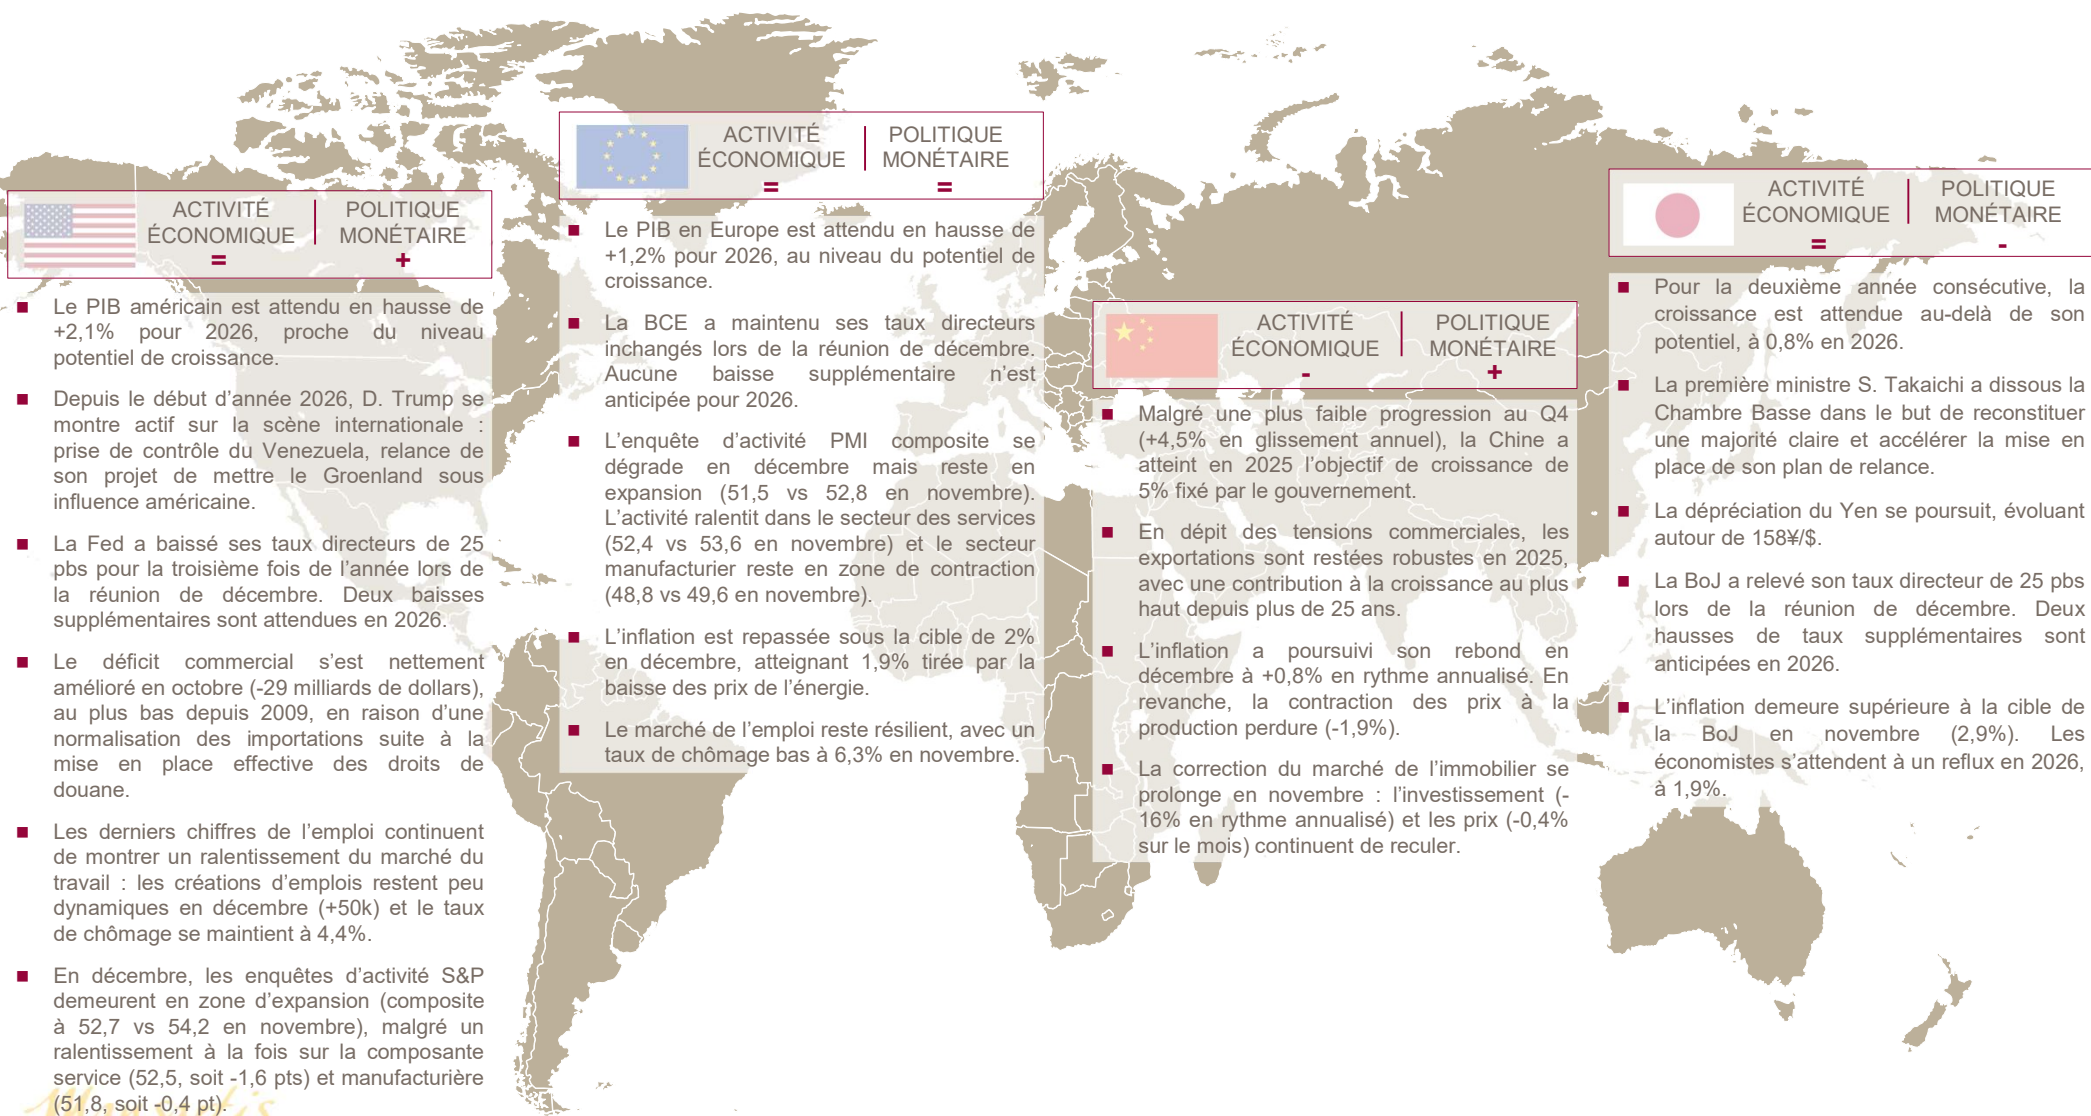 ACTIVITÉ
ÉCONOMIQUE
=
POLITIQUE
MONÉTAIRE
+
Le PIB américain est attendu en hausse de
+2,1% pour 2026, proche du niveau
potentiel de croissance.
Depuis le début d'année 2026, D. Trump se
montre actif sur la scène internationale :
prise de contrôle du Venezuela, relance de
son projet de mettre le Groenland sous
influence américaine.
La Fed a baissé ses taux directeurs de 25
pbs pour la troisième fois de l'année lors de
la réunion de décembre. Deux baisses
supplémentaires sont attendues en 2026.
Le déficit commercial s'est nettement
amélioré en octobre (-29 milliards de dollars),
au plus bas depuis 2009, en raison d'une
normalisation des importations suite à la
mise en place effective des droits de
douane.
Les derniers chiffres de l'emploi continuent
de montrer un ralentissement du marché du
travail : les créations d'emplois restent peu
dynamiques en décembre (+50k) et le taux
de chômage se maintient à 4,4%.
En décembre, les enquêtes d'activité S&P
demeurent en zone d'expansion (composite
à 52,7 vs 54,2 en novembre), malgré un
ralentissement à la fois sur la composante
service (52,5, soit -1,6 pts) et manufacturière
(51,8, soit -0,4 pt).
ACTIVITÉ
ÉCONOMIQUE
=
POLITIQUE
MONÉTAIRE
=
Le PIB en Europe est attendu en hausse de
+1,2% pour 2026, au niveau du potentiel de
croissance.
La BCE a maintenu ses taux directeurs
inchangés lors de la réunion de décembre.
Aucune baisse supplémentaire n'est
anticipée pour 2026.
L'enquête d'activité PMI composite se
dégrade en décembre mais reste en
expansion (51,5 vs 52,8 en novembre).
L'activité ralentit dans le secteur des services
(52,4 vs 53,6 en novembre) et le secteur
manufacturier reste en zone de contraction
(48,8 vs 49,6 en novembre).
L'inflation est repassée sous la cible de 2%
en décembre, atteignant 1,9% tirée par la
baisse des prix de l'énergie.
Le marché de l'emploi reste résilient, avec un
taux de chômage bas à 6,3% en novembre.
ACTIVITÉ
ÉCONOMIQUE
-
POLITIQUE
MONÉTAIRE
+
Malgré une plus faible progression au Q4
(+4,5% en glissement annuel), la Chine a
atteint en 2025 l'objectif de croissance de
5% fixé par le gouvernement.
En dépit des tensions commerciales, les
exportations sont restées robustes en 2025,
avec une contribution à la croissance au plus
haut depuis plus de 25 ans.
L'inflation a poursuivi son rebond en
décembre à +0,8% en rythme annualisé. En
revanche, la contraction des prix à la
production perdure (-1,9%).
La correction du marché de l'immobilier se
prolonge en novembre : l'investissement (-
16% en rythme annualisé) et les prix (-0,4%
sur le mois) continuent de reculer.
ACTIVITÉ
ÉCONOMIQUE
=
POLITIQUE
MONÉTAIRE
-
Pour la deuxième année consécutive, la
croissance est attendue au-delà de son
potentiel, à 0,8% en 2026.
La première ministre S. Takaichi a dissous la
Chambre Basse dans le but de reconstituer
une majorité claire et accélérer la mise en
place de son plan de relance.
La dépréciation du Yen se poursuit, évoluant
autour de 158¥/$.
La BoJ a relevé son taux directeur de 25 pbs
lors de la réunion de décembre. Deux
hausses de taux supplémentaires sont
anticipées en 2026.
L'inflation demeure supérieure à la cible de
la BoJ en novembre (2,9%). Les
économistes s'attendent à un reflux en 2026,
à 1,9%.